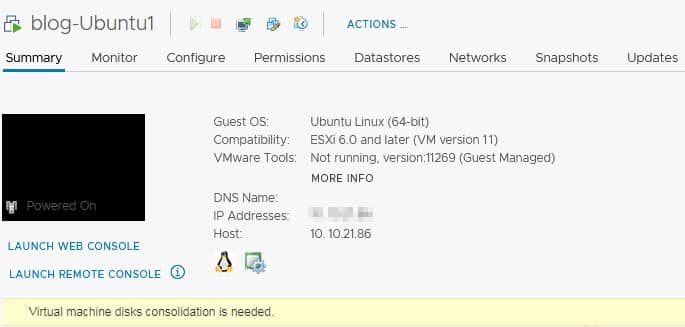 blog-Ubuntu1 ACTIONS ...
Summary Monitor Configure Permissions Datastores Networks Snapshots Updates
Guest OS: Ubuntu Linux (64-bit)
Compatibility: ESXi 6.0 and later (VM version 11)
VMware Tools: Not running, version:11269 (Guest Managed)
MORE INFO
DNS Name:
IP Addresses:
Host: 10. 10.21.86
Powered On
LAUNCH WEB CONSOLE
LAUNCH REMOTE CONSOLE
Virtual machine disks consolidation is needed.